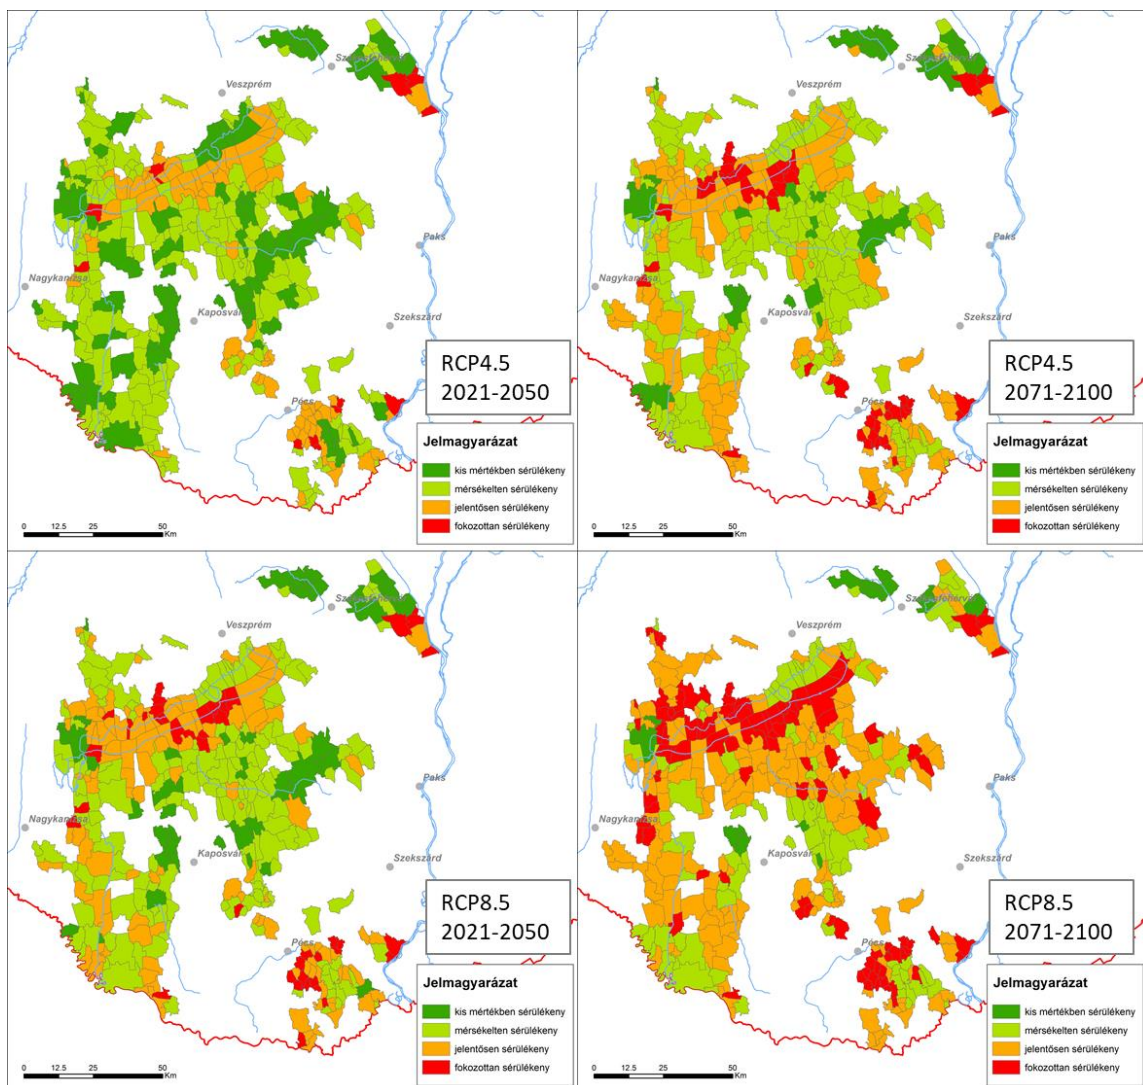 Székesfehérvár
Veszprém
Paks
Nagykanizsa
Kaposvár
Szekszárd
Pécs
RCP4.5
2021-2050
Jelmagyarázat
kis mértékben sérülékeny
mérsékelten sérülékeny
jelentősen sérülékeny
fokozottan sérülékeny
0 12.5 25 50
Km
Székesfehérvár
Veszprém
Paks
Nagykanizsa
Kaposvár
Szekszárd
Pécs
RCP4.5
2071-2100
Jelmagyarázat
kis mértékben sérülékeny
mérsékelten sérülékeny
jelentősen sérülékeny
fokozottan sérülékeny
0 12.5 25 50
Km
Székesfehérvár
Veszprém
Paks
Nagykanizsa
Kaposvár
Szekszárd
Pécs
RCP8.5
2021-2050
Jelmagyarázat
kis mértékben sérülékeny
mérsékelten sérülékeny
jelentősen sérülékeny
fokozottan sérülékeny
0 12.5 25 50
Km
Székesfehérvár
Veszprém
Paks
Nagykanizsa
Kaposvár
Szekszárd
Pécs
RCP8.5
2071-2100
Jelmagyarázat
kis mértékben sérülékeny
mérsékelten sérülékeny
jelentősen sérülékeny
fokozottan sérülékeny
0 12.5 25 50
Km